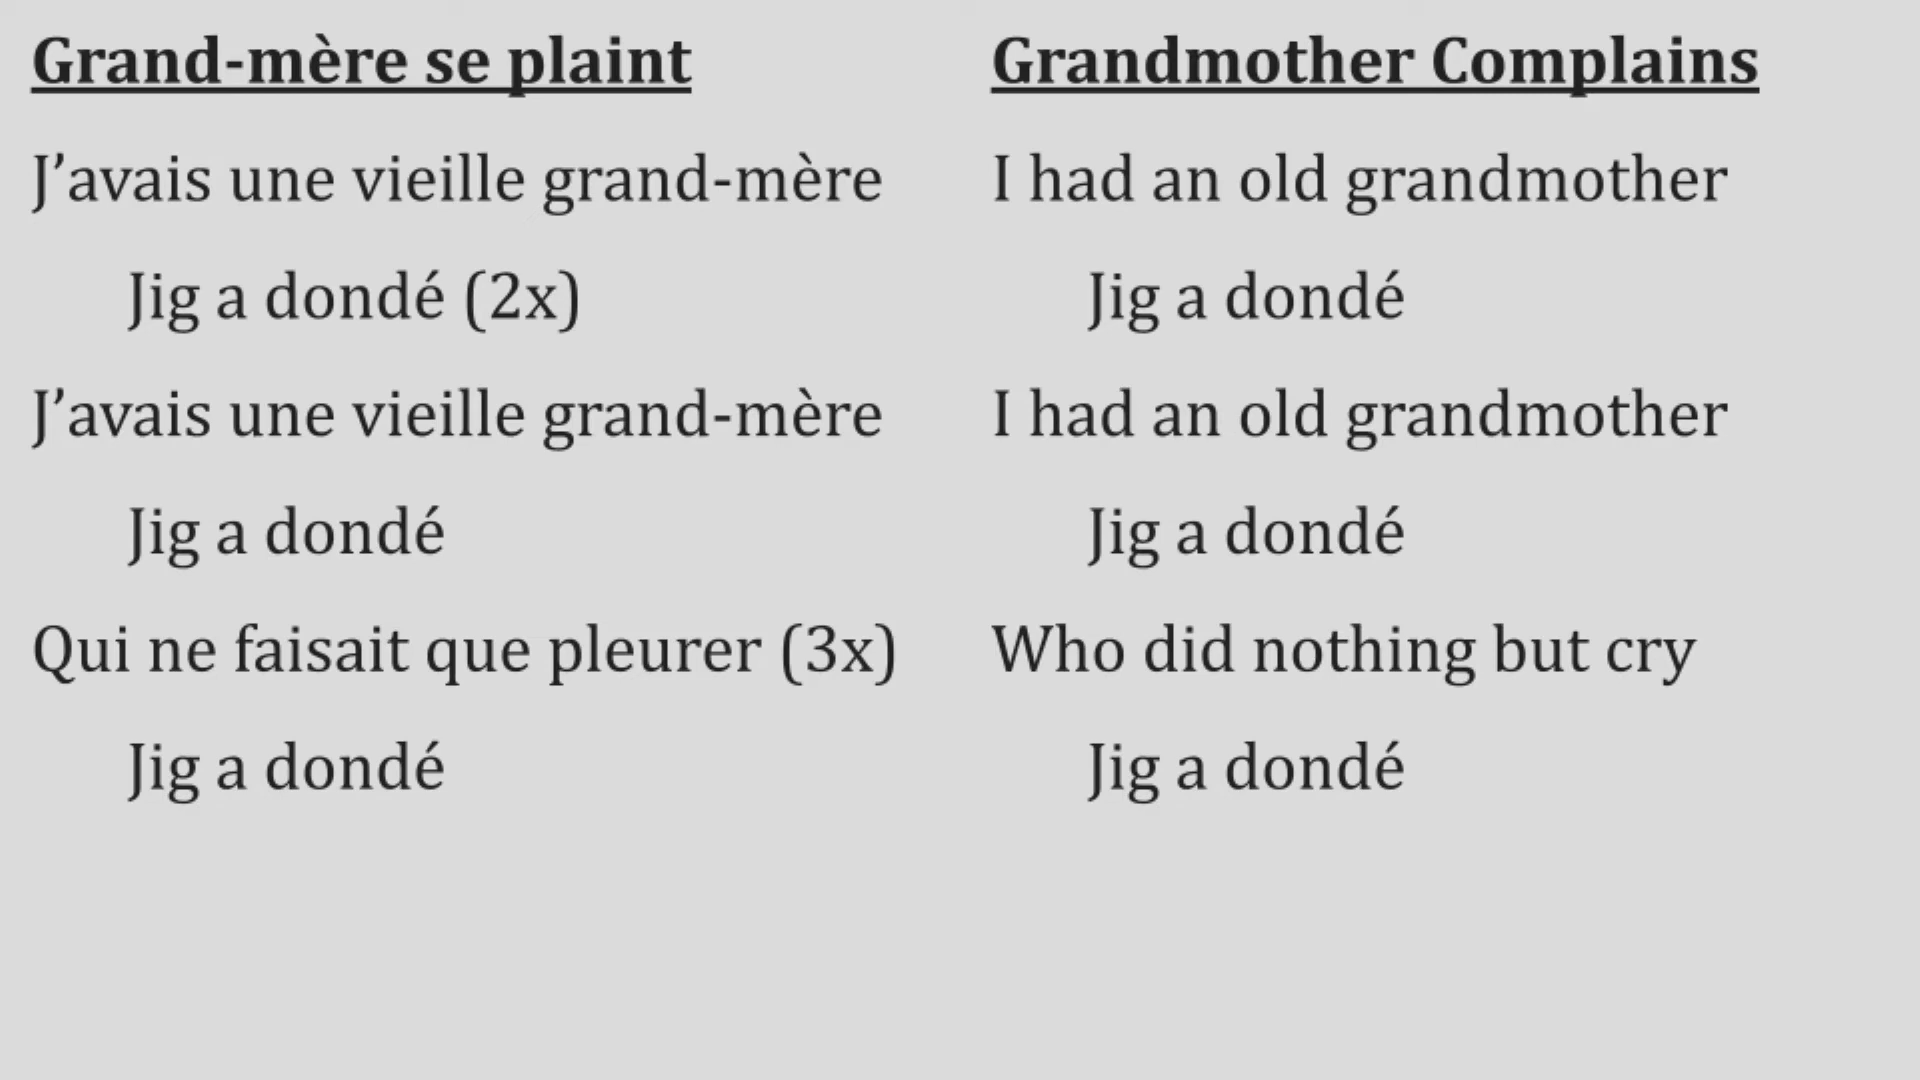 Grand-mère se plaint
J’avais une vieille grand-mère
Jig a dondé (2x)
J’avais une vieille grand-mère
Jig a dondé
Qui ne faisait que pleurer (3x)
Jig a dondé
Grandmother Complains
I had an old grandmother
Jig a dondé
I had an old grandmother
Jig a dondé
Who did nothing but cry
Jig a dondé